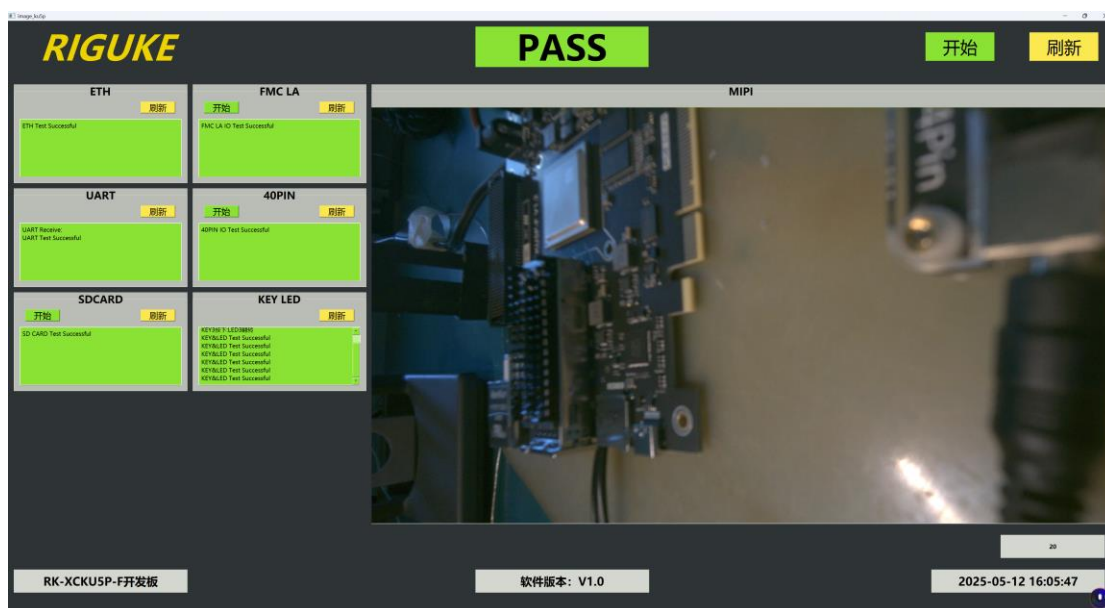 image_ku5p
RIGUKE
PASS
开始
刷新
ETH
刷新
ETH Test Successful
FMC LA
开始
刷新
FMC LA IO Test Successful
MIPI
UART
刷新
UART Receive:
UART Test Successful
40PIN
开始
刷新
40PIN IO Test Successful
SDCARD
开始
刷新
SD CARD Test Successful
KEY LED
刷新
KEY&LED Test Successful
KEY&LED Test Successful
KEY&LED Test Successful
KEY&LED Test Successful
KEY&LED Test Successful
KEY&LED Test Successful
Pin
20
RK-XCKU5P-F开发板
软件版本：V1.0
2025-05-12 16:05:47